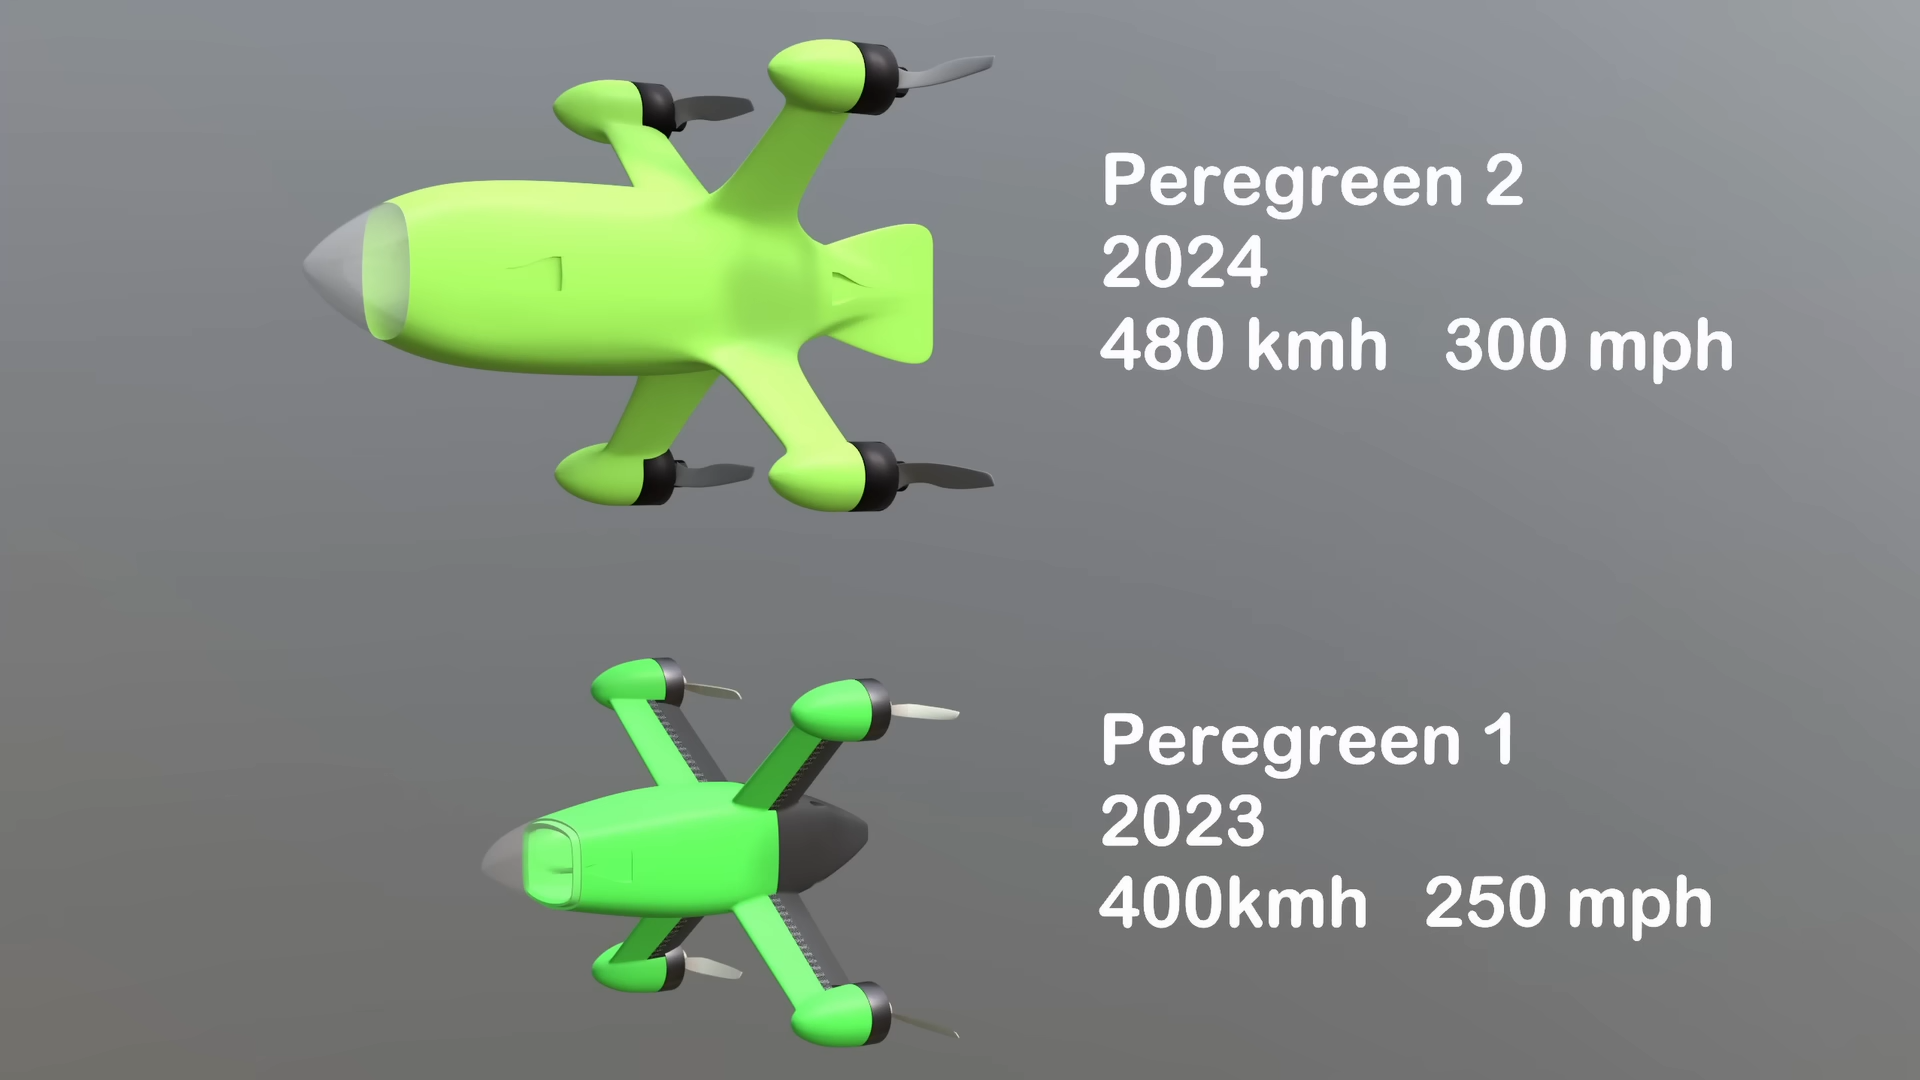 Peregreen 2
2024
480 kmh 300 mph
Peregreen 1
2023
400kmh 250 mph